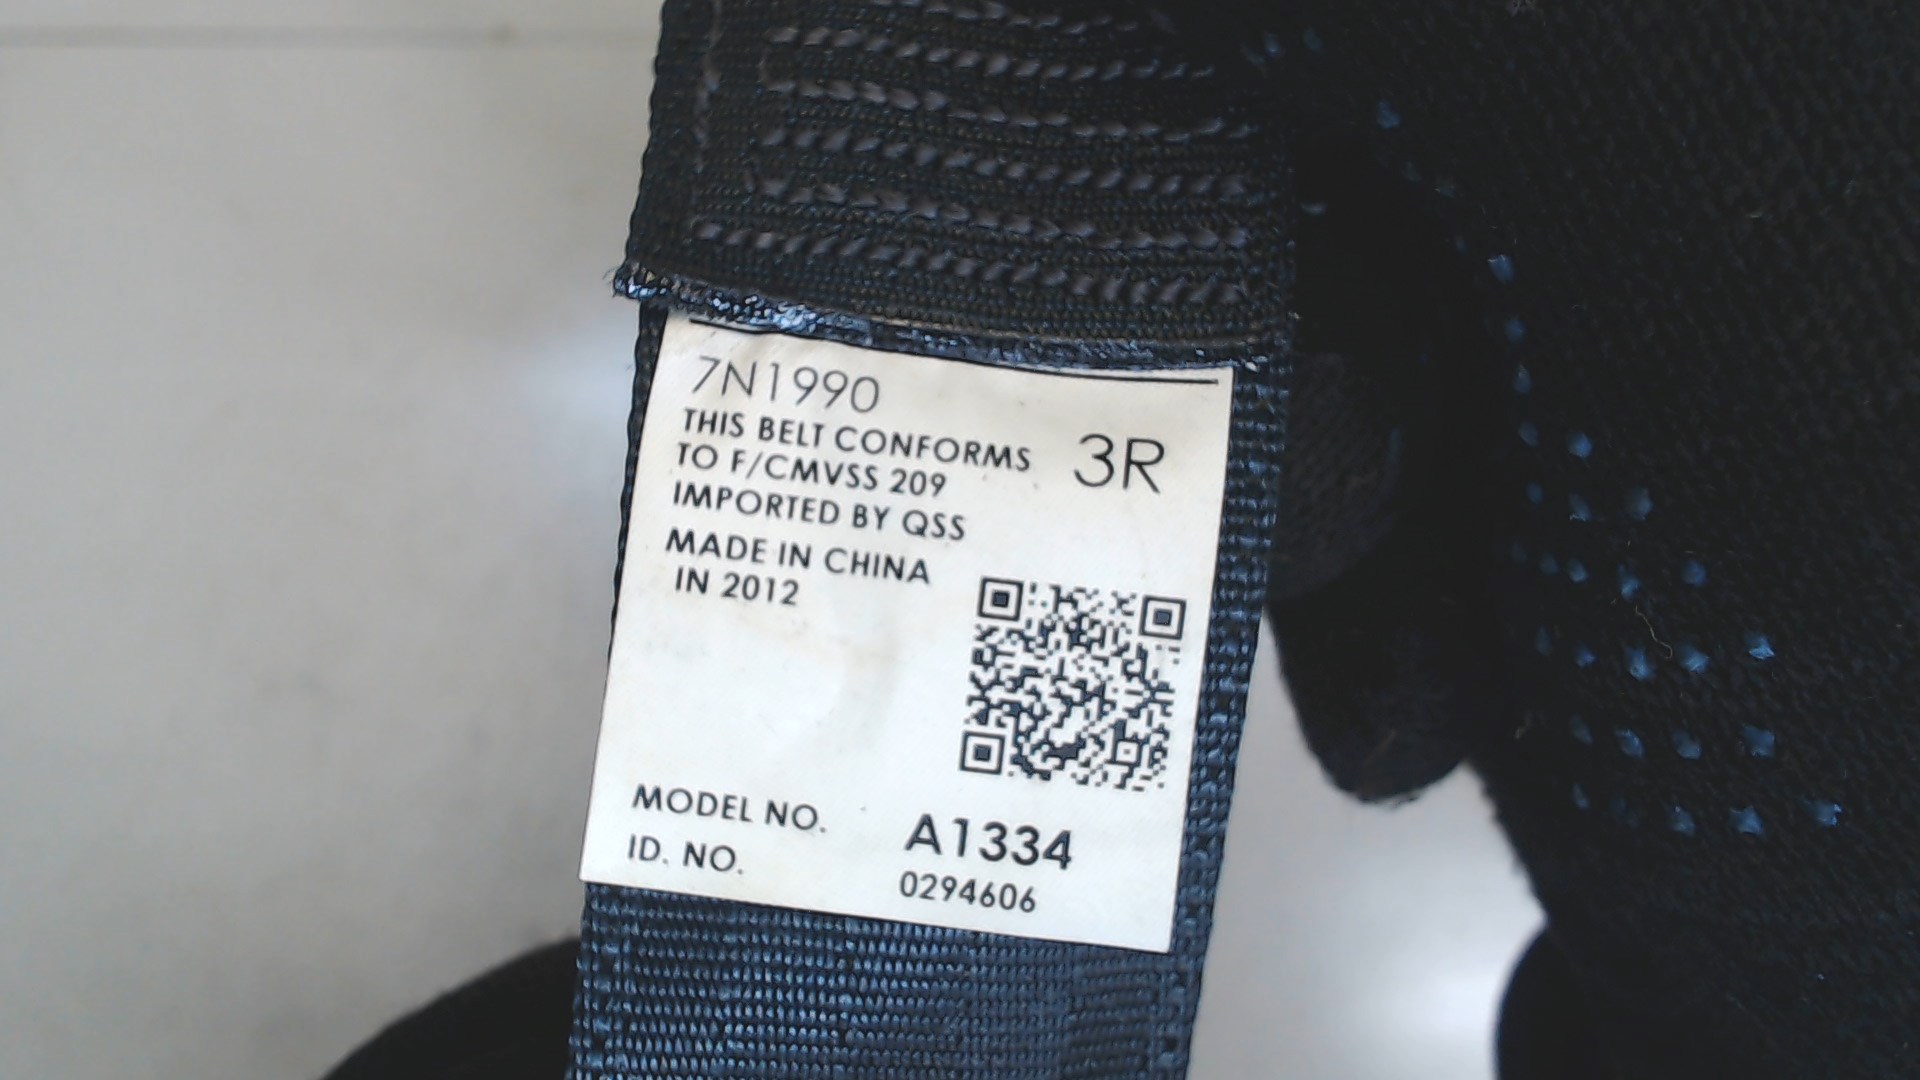 7N1990
THIS BELT CONFORMS
TO F/CMVSS 209
3R
IMPORTED BY QSS
MADE IN CHINA
IN 2012
MODEL NO. A1334
ID. NO. 0294606